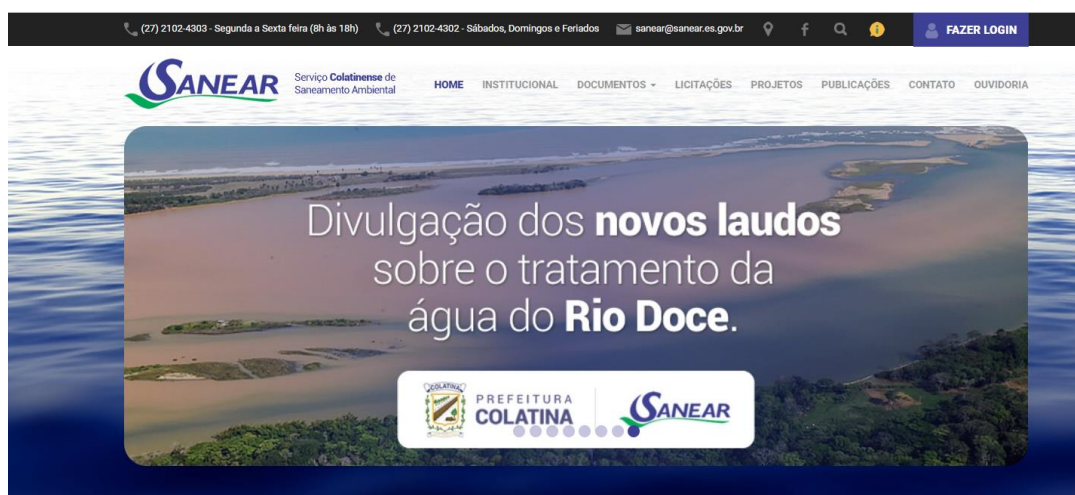 (27) 2102-4303 - Segunda a Sexta feira (8h às 18h) (27) 2102-4302 - Sábados, Domingos e Feriados sanear@sanear.es.gov.br FAZER LOGIN
SANEAR
Serviço Colatinense de
Saneamento Ambiental
HOME INSTITUCIONAL DOCUMENTOS LICITAÇÕES PROJETOS PUBLICAÇÕES CONTATO OUVIDORIA
Divulgação dos novos laudos
sobre o tratamento da
água do Rio Doce.
COLATINA
PREFEITURA
COLATINA
SANEAR